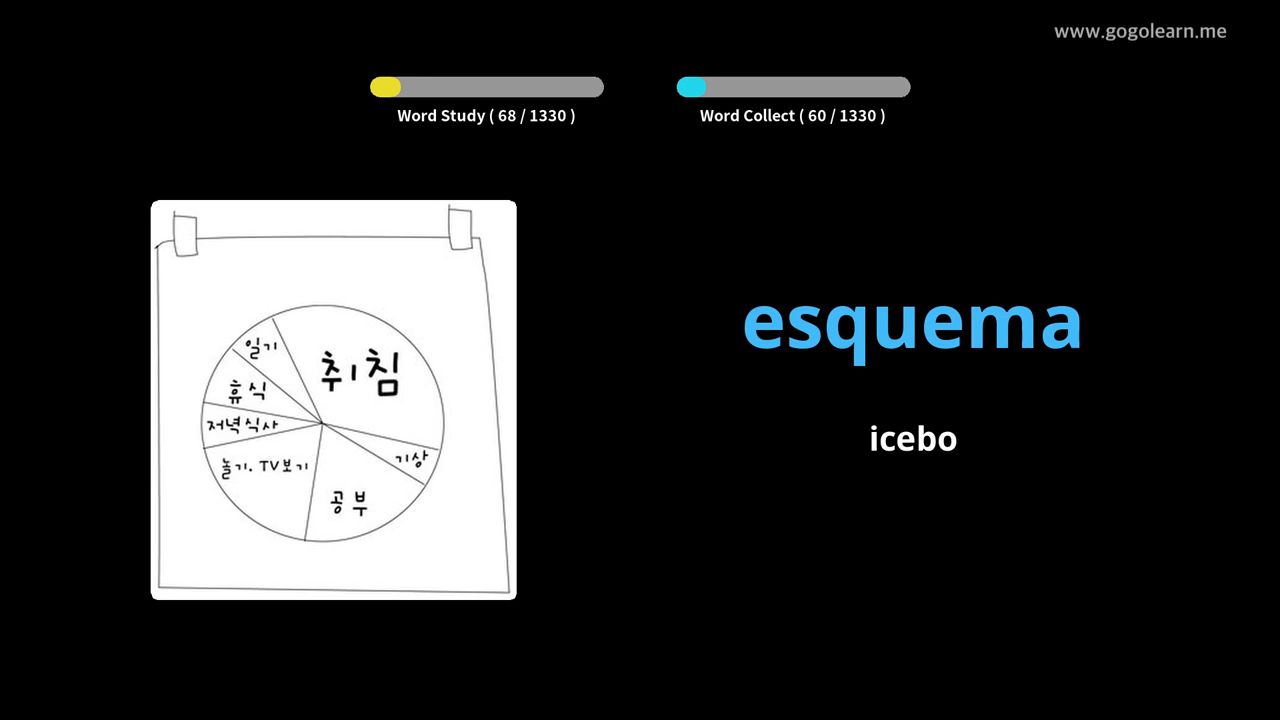 www.gogolearn.me
Word Study ( 68 / 1330 )
Word Collect ( 60 / 1330 )
일기
취침
휴식
저녁식사
놀기. TV보기
기상
공부
esquema
icebo